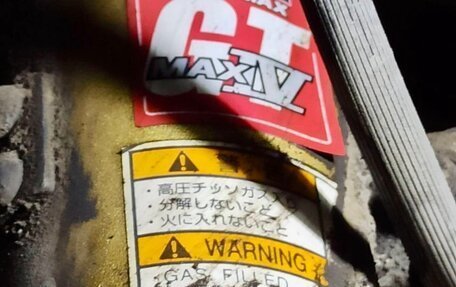 MAX
GT
MAX IV
・高圧チッソガス入り
・分解しないこと
・火に入れないこと
WARNING
・GAS FILLED